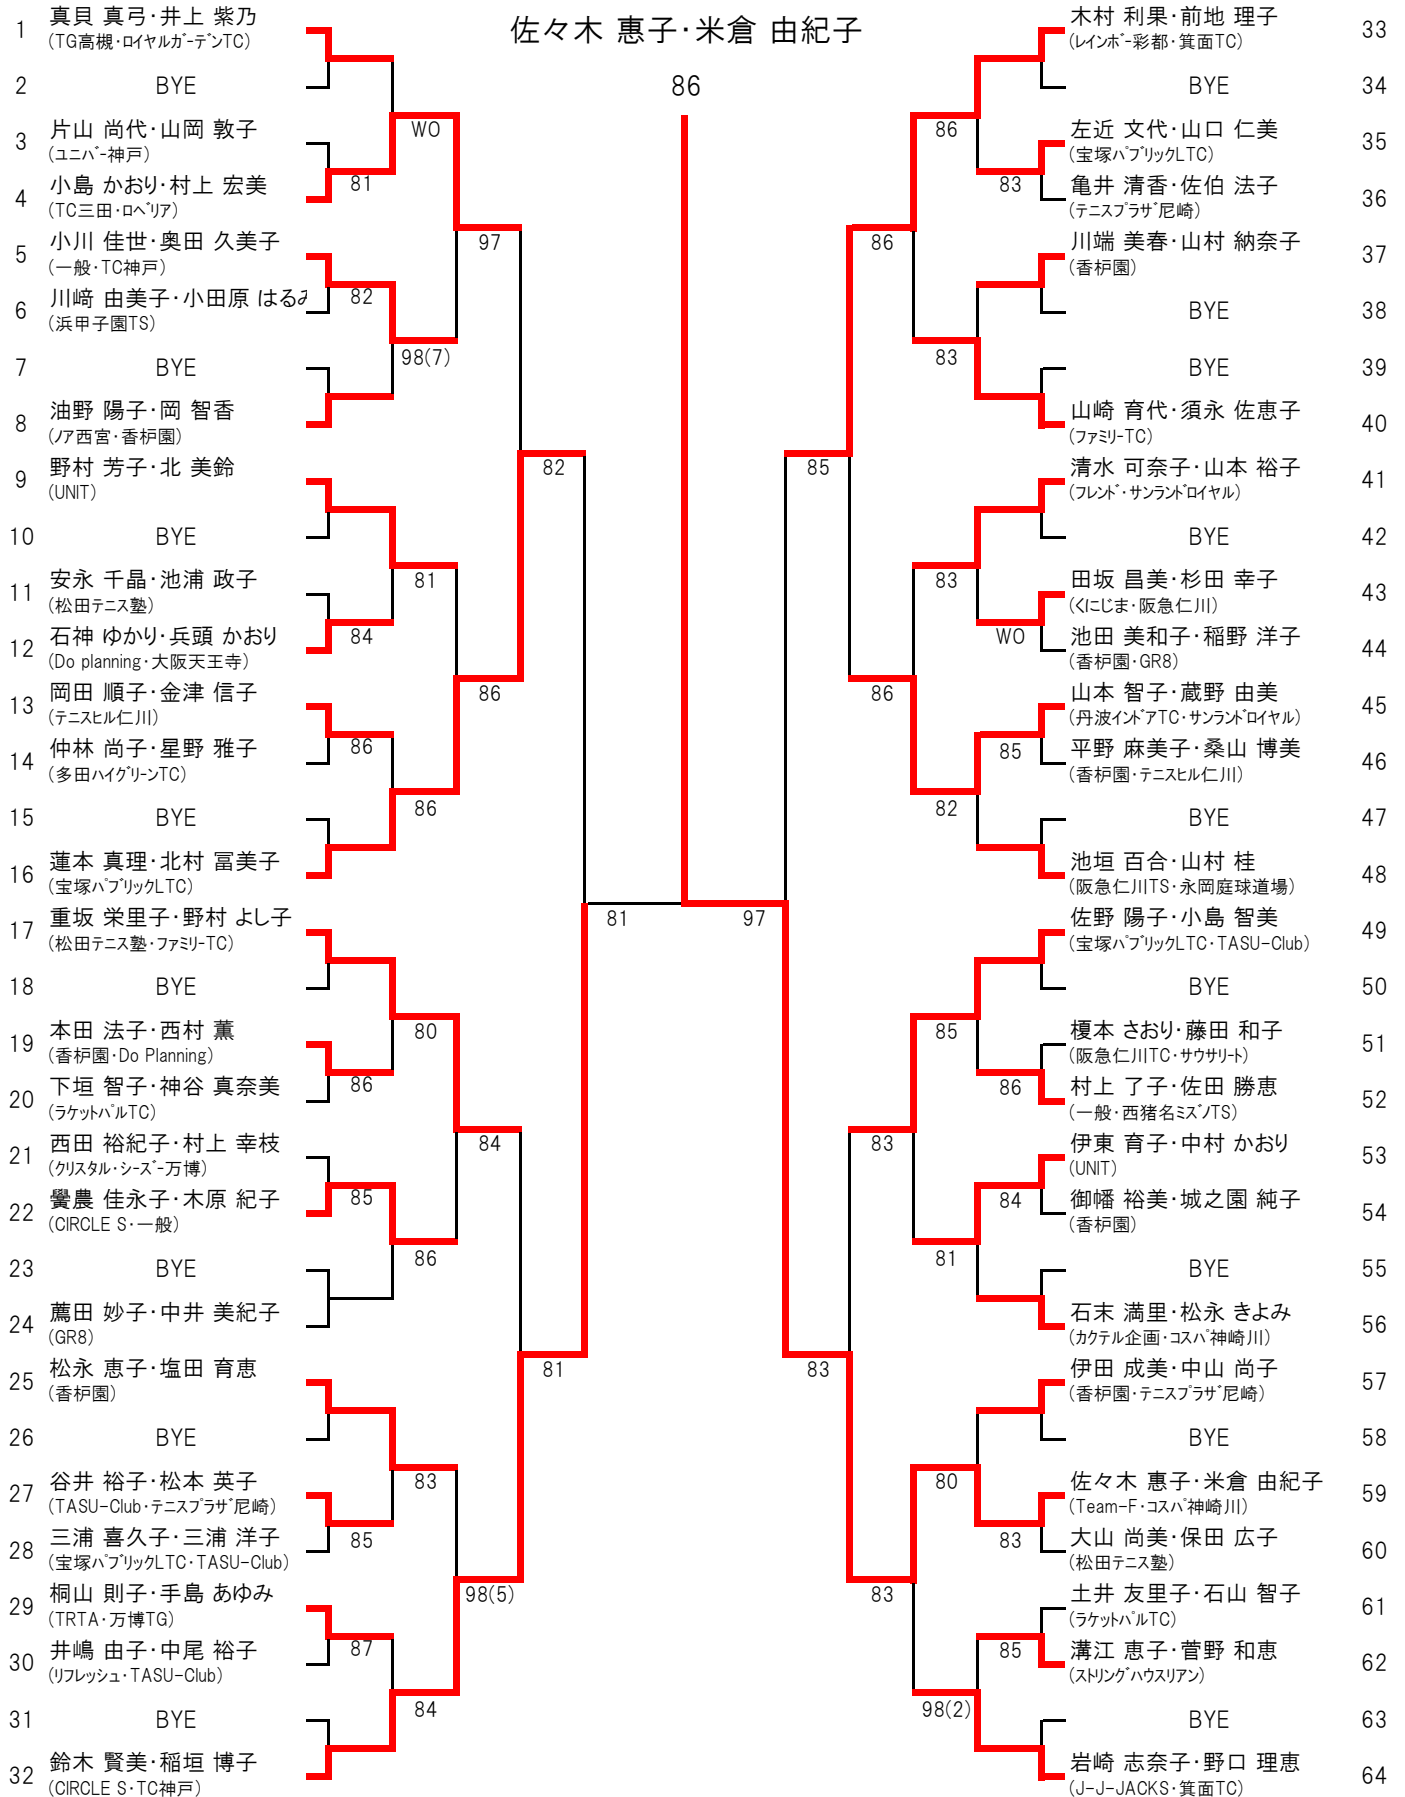 佐々木 惠子・米倉 由紀子
86
1 真貝 真弓・井上 紫乃
(TG高槻・ロイヤルガーデンTC)
2 BYE
3 片山 尚代・山岡 敦子
(ユニバー神戸)
4 小島 かおり・村上 宏美
(TC三田・ロベリア)
5 小川 佳世・奥田 久美子
(一般・TC神戸)
6 川﨑 由美子・小田原 はるみ
(浜甲子園TS)
7 BYE
8 油野 陽子・岡 智香
(ノア西宮・香枦園)
9 野村 芳子・北 美鈴
(UNIT)
10 BYE
11 安永 千晶・池浦 政子
(松田テニス塾)
12 石神 ゆかり・兵頭 かおり
(Do planning・大阪天王寺)
13 岡田 順子・金津 信子
(テニスヒル仁川)
14 仲林 尚子・星野 雅子
(多田ハイグリーンTC)
15 BYE
16 蓮本 真理・北村 冨美子
(宝塚パブリックLTC)
17 重坂 栄里子・野村 よし子
(松田テニス塾・ファミリーTC)
18 BYE
19 本田 法子・西村 薫
(香枦園・Do Planning)
20 下垣 智子・神谷 真奈美
(ラケットパルTC)
21 西田 裕紀子・村上 幸枝
(クリスタル・シーズー万博)
22 鱟農 佳永子・木原 紀子
(CIRCLE S・一般)
23 BYE
24 薦田 妙子・中井 美紀子
(GR8)
25 松永 恵子・塩田 育恵
(香枦園)
26 BYE
27 谷井 裕子・松本 英子
(TASU-Club・テニスプラザ尼崎)
28 三浦 喜久子・三浦 洋子
(宝塚パブリックLTC・TASU-Club)
29 桐山 則子・手島 あゆみ
(TRTA・万博TG)
30 井嶋 由子・中尾 裕子
(リフレッシュ・TASU-Club)
31 BYE
32 鈴木 賢美・稲垣 博子
(CIRCLE S・TC神戸)
81
82
84
86
86
85
85
87
WO
98(7)
81
86
80
86
83
84
97
86
84
98(5)
82
81
81
97
85
83
86
86
83
83
86
83
83
82
85
81
80
98(2)
83
WO
85
86
84
83
85
木村 利果・前地 理子 33
(レインボー彩都・箕面TC)
BYE 34
左近 文代・山口 仁美 35
(宝塚パブリックLTC)
亀井 清香・佐伯 法子 36
(テニスプラザ尼崎)
川端 美春・山村 納奈子 37
(香枦園)
BYE 38
BYE 39
山崎 育代・須永 佐恵子 40
(ファミリーTC)
清水 可奈子・山本 裕子 41
(フレンド・サンランドロイヤル)
BYE 42
田坂 昌美・杉田 幸子 43
(くにじま・阪急仁川)
池田 美和子・稲野 洋子 44
(香枦園・GR8)
山本 智子・蔵野 由美 45
(丹波インドアTC・サンランドロイヤル)
平野 麻美子・桑山 博美 46
(香枦園・テニスヒル仁川)
BYE 47
池垣 百合・山村 桂 48
(阪急仁川TS・永岡庭球道場)
佐野 陽子・小島 智美 49
(宝塚パブリックLTC・TASU-Club)
BYE 50
榎本 さおり・藤田 和子 51
(阪急仁川TC・サウサリート)
村上 了子・佐田 勝恵 52
(一般・西猪名ミズノTS)
伊東 育子・中村 かおり 53
(UNIT)
御幡 裕美・城之園 純子 54
(香枦園)
BYE 55
石末 満里・松永 きよみ 56
(カクテル企画・コスパ神崎川)
伊田 成美・中山 尚子 57
(香枦園・テニスプラザ尼崎)
BYE 58
佐々木 惠子・米倉 由紀子 59
(Team-F・コスパ神崎川)
大山 尚美・保田 広子 60
(松田テニス塾)
土井 友里子・石山 智子 61
(ラケットパルTC)
溝江 恵子・菅野 和恵 62
(ストリングハウスリアン)
BYE 63
岩崎 志奈子・野口 理恵 64
(J-J-JACKS・箕面TC)